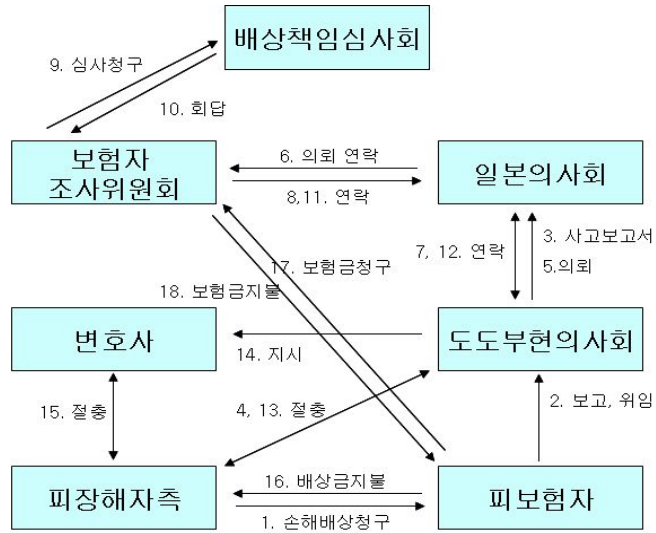 배상책임심사회
9. 심사청구
10. 회답
보험자
조사위원회
6. 의뢰 연락
8,11. 연락
일본의사회
7, 12. 연락
3. 사고보고서
5.의뢰
17. 보험금청구
18. 보험금지불
변호사
14. 지시
도도부현의사회
15. 절충
4, 13. 절충
2. 보고, 위임
피장해자측
16. 배상금지불
1. 손해배상청구
피보험자